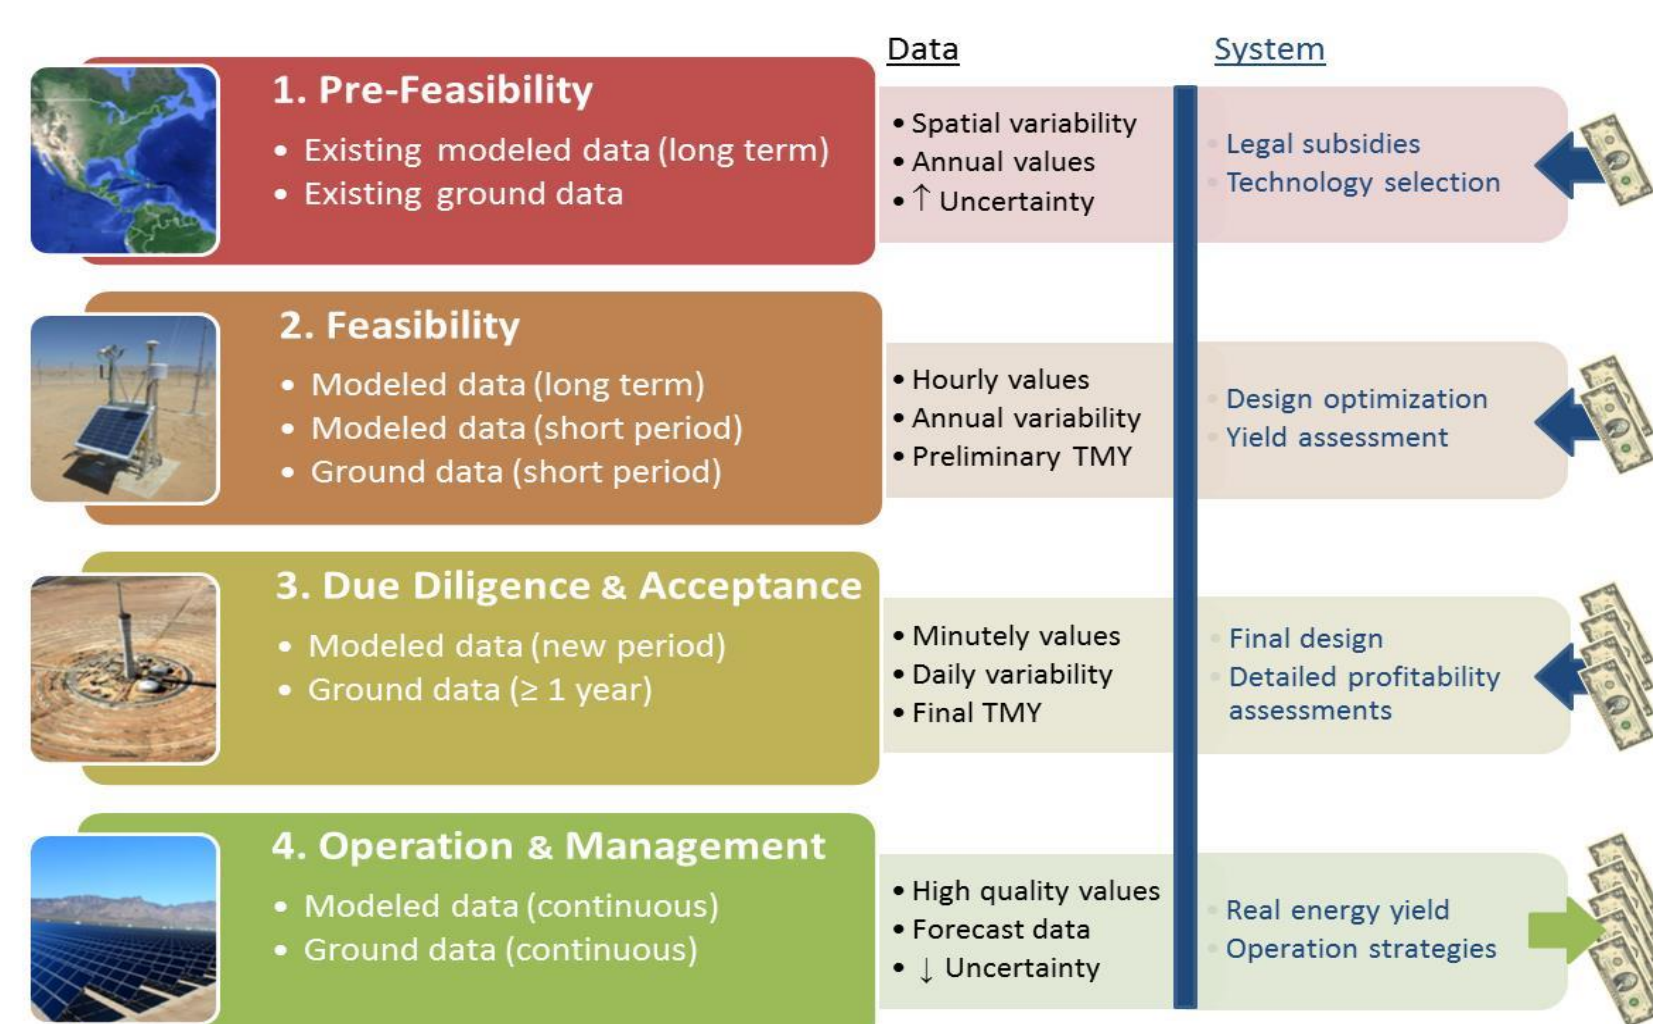 Data
System
1. Pre-Feasibility
• Existing modeled data (long term)
• Existing ground data
• Spatial variability
• Annual values
• ↑ Uncertainty
• Legal subsidies
• Technology selection
2. Feasibility
• Modeled data (long term)
• Modeled data (short period)
• Ground data (short period)
• Hourly values
• Annual variability
• Preliminary TMY
• Design optimization
• Yield assessment
3. Due Diligence & Acceptance
• Modeled data (new period)
• Ground data (≥ 1 year)
• Minutely values
• Daily variability
• Final TMY
• Final design
• Detailed profitability
assessments
4. Operation & Management
• Modeled data (continuous)
• Ground data (continuous)
• High quality values
• Forecast data
• ↓ Uncertainty
• Real energy yield
• Operation strategies